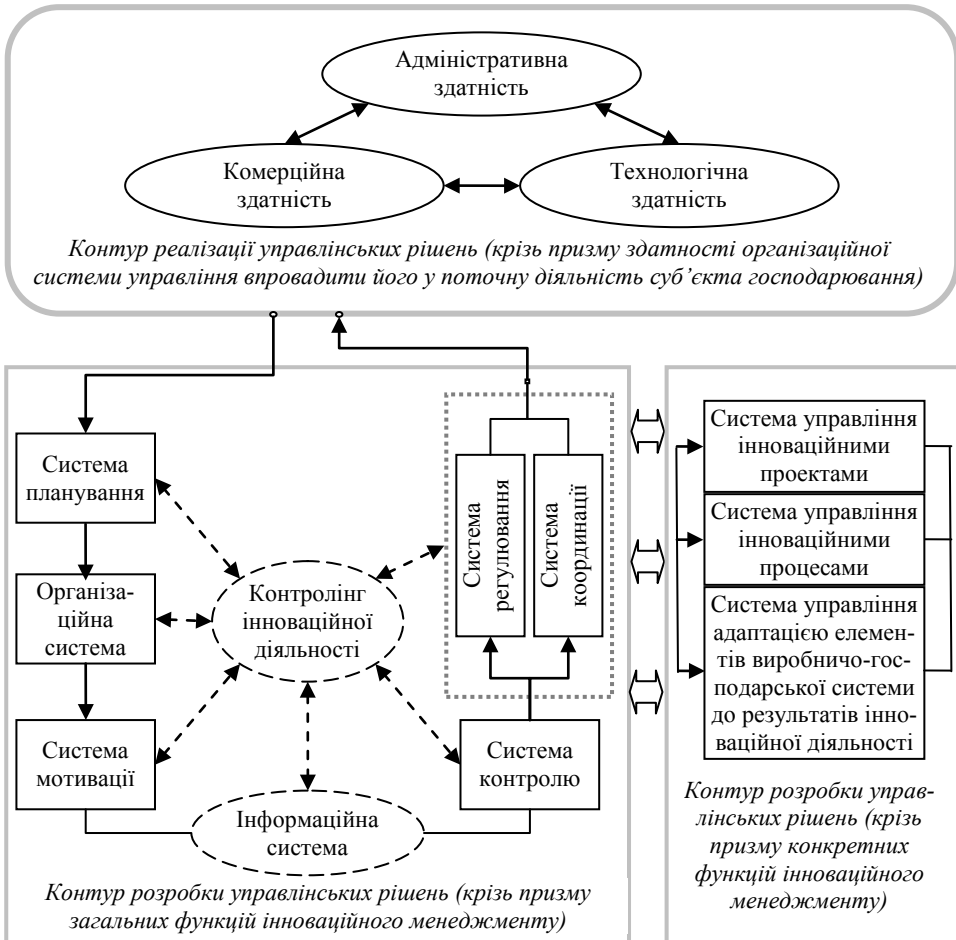 Адміністративна
здатність
Комерційна
здатність
Технологічна
здатність
Контур реалізації управлінських рішень (крізь призму здатності організаційної
системи управління впровадити його у поточну діяльність суб’єкта господарювання)
Система
планування
Організа-
ційна
система
Система
мотивації
Контролінг
інноваційної
діяльності
Інформаційна
система
Система
регулювання
Система
координації
Система
контролю
Контур розробки управлінських рішень (крізь призму
загальних функцій інноваційного менеджменту)
Система управління
інноваційними
проектами
Система управління
інноваційними
процесами
Система управління
адаптацією елемен-
тів виробничо-гос-
подарської системи
до результатів інно-
ваційної діяльності
Контур розробки управ-
лінських рішень (крізь
призму конкретних
функцій інноваційного
менеджменту)